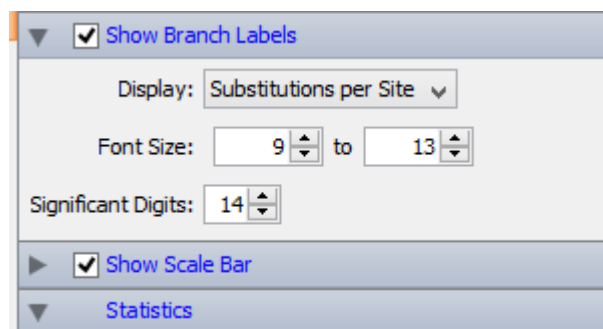 Show Branch Labels
Display: Substitutions per Site
Font Size: 9 to 13
Significant Digits: 14
Show Scale Bar
Statistics